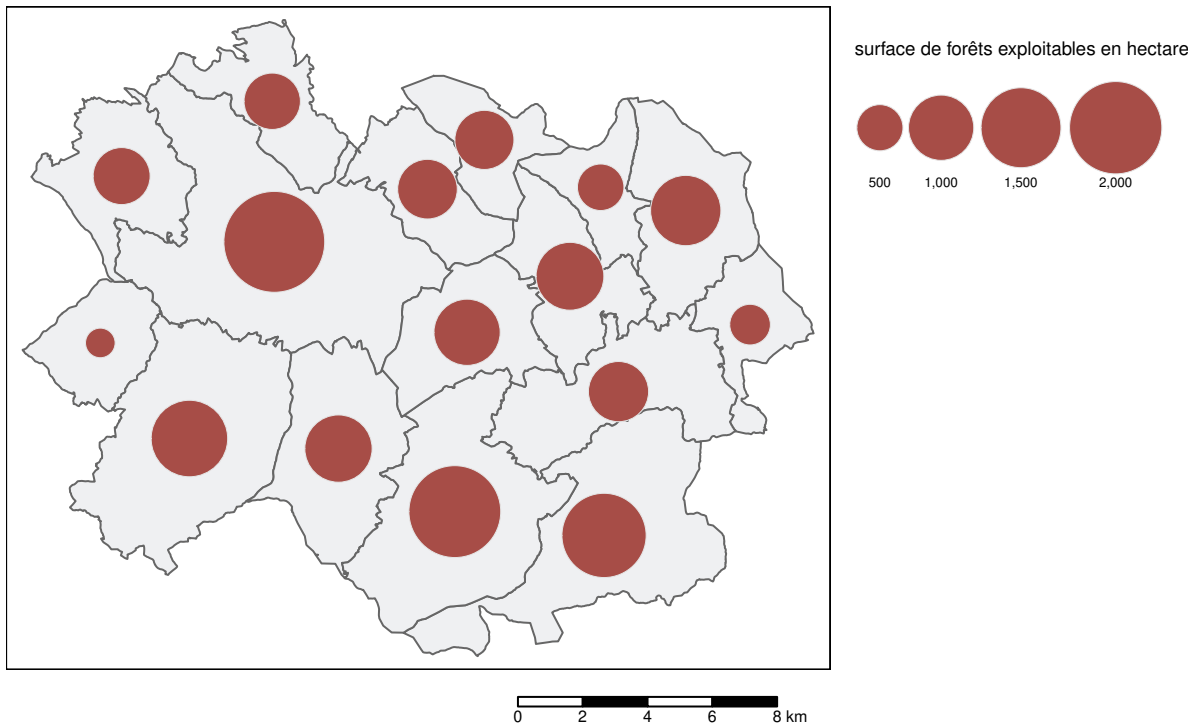 surface de forêts exploitables en hectare
500 1,000 1,500 2,000
0 2 4 6 8 km